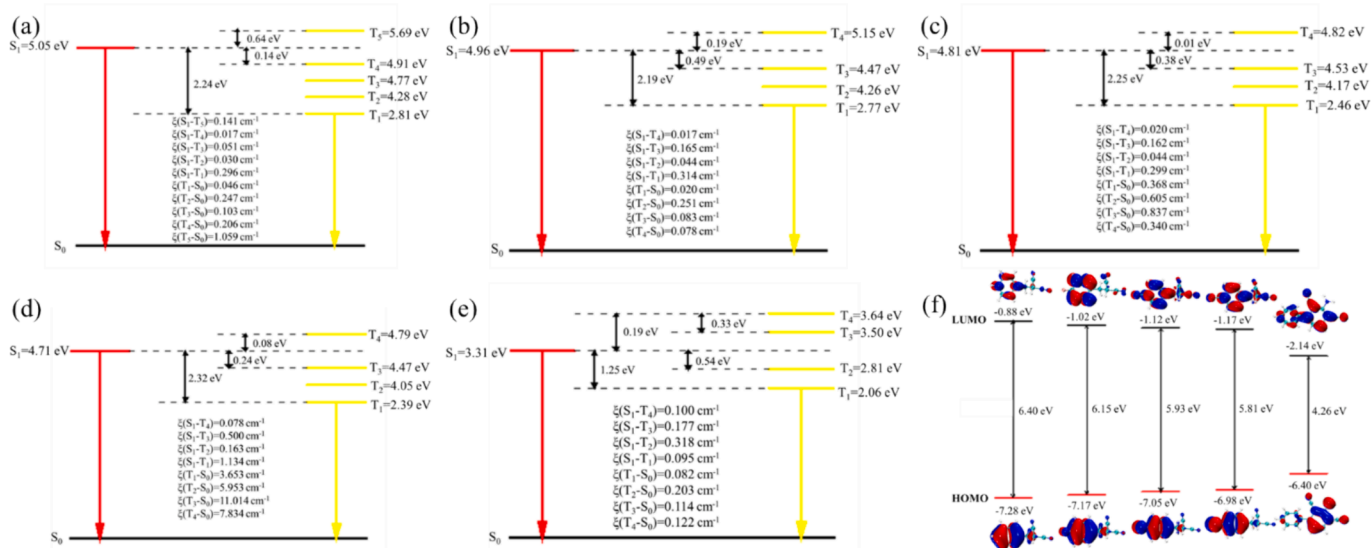 (a)
T₅=5.69 eV
0.64 eV
S₁=5.05 eV
0.14 eV
T₄=4.91 eV
T₃=4.77 eV
2.24 eV
T₂=4.28 eV
T₁=2.81 eV
ξ(S₁-T₅)=0.141 cm⁻¹
ξ(S₁-T₄)=0.017 cm⁻¹
ξ(S₁-T₃)=0.051 cm⁻¹
ξ(S₁-T₂)=0.030 cm⁻¹
ξ(S₁-T₁)=0.296 cm⁻¹
ξ(T₁-S₀)=0.046 cm⁻¹
ξ(T₂-S₀)=0.247 cm⁻¹
ξ(T₃-S₀)=0.103 cm⁻¹
ξ(T₄-S₀)=0.206 cm⁻¹
ξ(T₅-S₀)=1.059 cm⁻¹
S₀
(b)
T₄=5.15 eV
0.19 eV
S₁=4.96 eV
0.49 eV
T₃=4.47 eV
2.19 eV
T₂=4.26 eV
T₁=2.77 eV
ξ(S₁-T₄)=0.017 cm⁻¹
ξ(S₁-T₃)=0.165 cm⁻¹
ξ(S₁-T₂)=0.044 cm⁻¹
ξ(S₁-T₁)=0.314 cm⁻¹
ξ(T₁-S₀)=0.020 cm⁻¹
ξ(T₂-S₀)=0.251 cm⁻¹
ξ(T₃-S₀)=0.083 cm⁻¹
ξ(T₄-S₀)=0.078 cm⁻¹
S₀
(c)
T₄=4.82 eV
0.01 eV
S₁=4.81 eV
0.38 eV
T₃=4.53 eV
2.25 eV
T₂=4.17 eV
T₁=2.46 eV
ξ(S₁-T₄)=0.020 cm⁻¹
ξ(S₁-T₃)=0.162 cm⁻¹
ξ(S₁-T₂)=0.044 cm⁻¹
ξ(S₁-T₁)=0.299 cm⁻¹
ξ(T₁-S₀)=0.368 cm⁻¹
ξ(T₂-S₀)=0.605 cm⁻¹
ξ(T₃-S₀)=0.837 cm⁻¹
ξ(T₄-S₀)=0.340 cm⁻¹
S₀
(d)
T₄=4.79 eV
0.08 eV
S₁=4.71 eV
0.24 eV
T₃=4.47 eV
2.32 eV
T₂=4.05 eV
T₁=2.39 eV
ξ(S₁-T₄)=0.078 cm⁻¹
ξ(S₁-T₃)=0.500 cm⁻¹
ξ(S₁-T₂)=0.163 cm⁻¹
ξ(S₁-T₁)=1.134 cm⁻¹
ξ(T₁-S₀)=3.653 cm⁻¹
ξ(T₂-S₀)=5.953 cm⁻¹
ξ(T₃-S₀)=11.014 cm⁻¹
ξ(T₄-S₀)=7.834 cm⁻¹
S₀
(e)
T₄=3.64 eV
0.19 eV
0.33 eV
T₃=3.50 eV
S₁=3.31 eV
0.54 eV
1.25 eV
T₂=2.81 eV
T₁=2.06 eV
ξ(S₁-T₄)=0.100 cm⁻¹
ξ(S₁-T₃)=0.177 cm⁻¹
ξ(S₁-T₂)=0.318 cm⁻¹
ξ(S₁-T₁)=0.095 cm⁻¹
ξ(T₁-S₀)=0.082 cm⁻¹
ξ(T₂-S₀)=0.203 cm⁻¹
ξ(T₃-S₀)=0.114 cm⁻¹
ξ(T₄-S₀)=0.122 cm⁻¹
S₀
(f)
LUMO
-0.88 eV
-1.02 eV
-1.12 eV
-1.17 eV
-2.14 eV
6.40 eV
6.15 eV
5.93 eV
5.81 eV
4.26 eV
HOMO
-7.28 eV
-7.17 eV
-7.05 eV
-6.98 eV
-6.40 eV